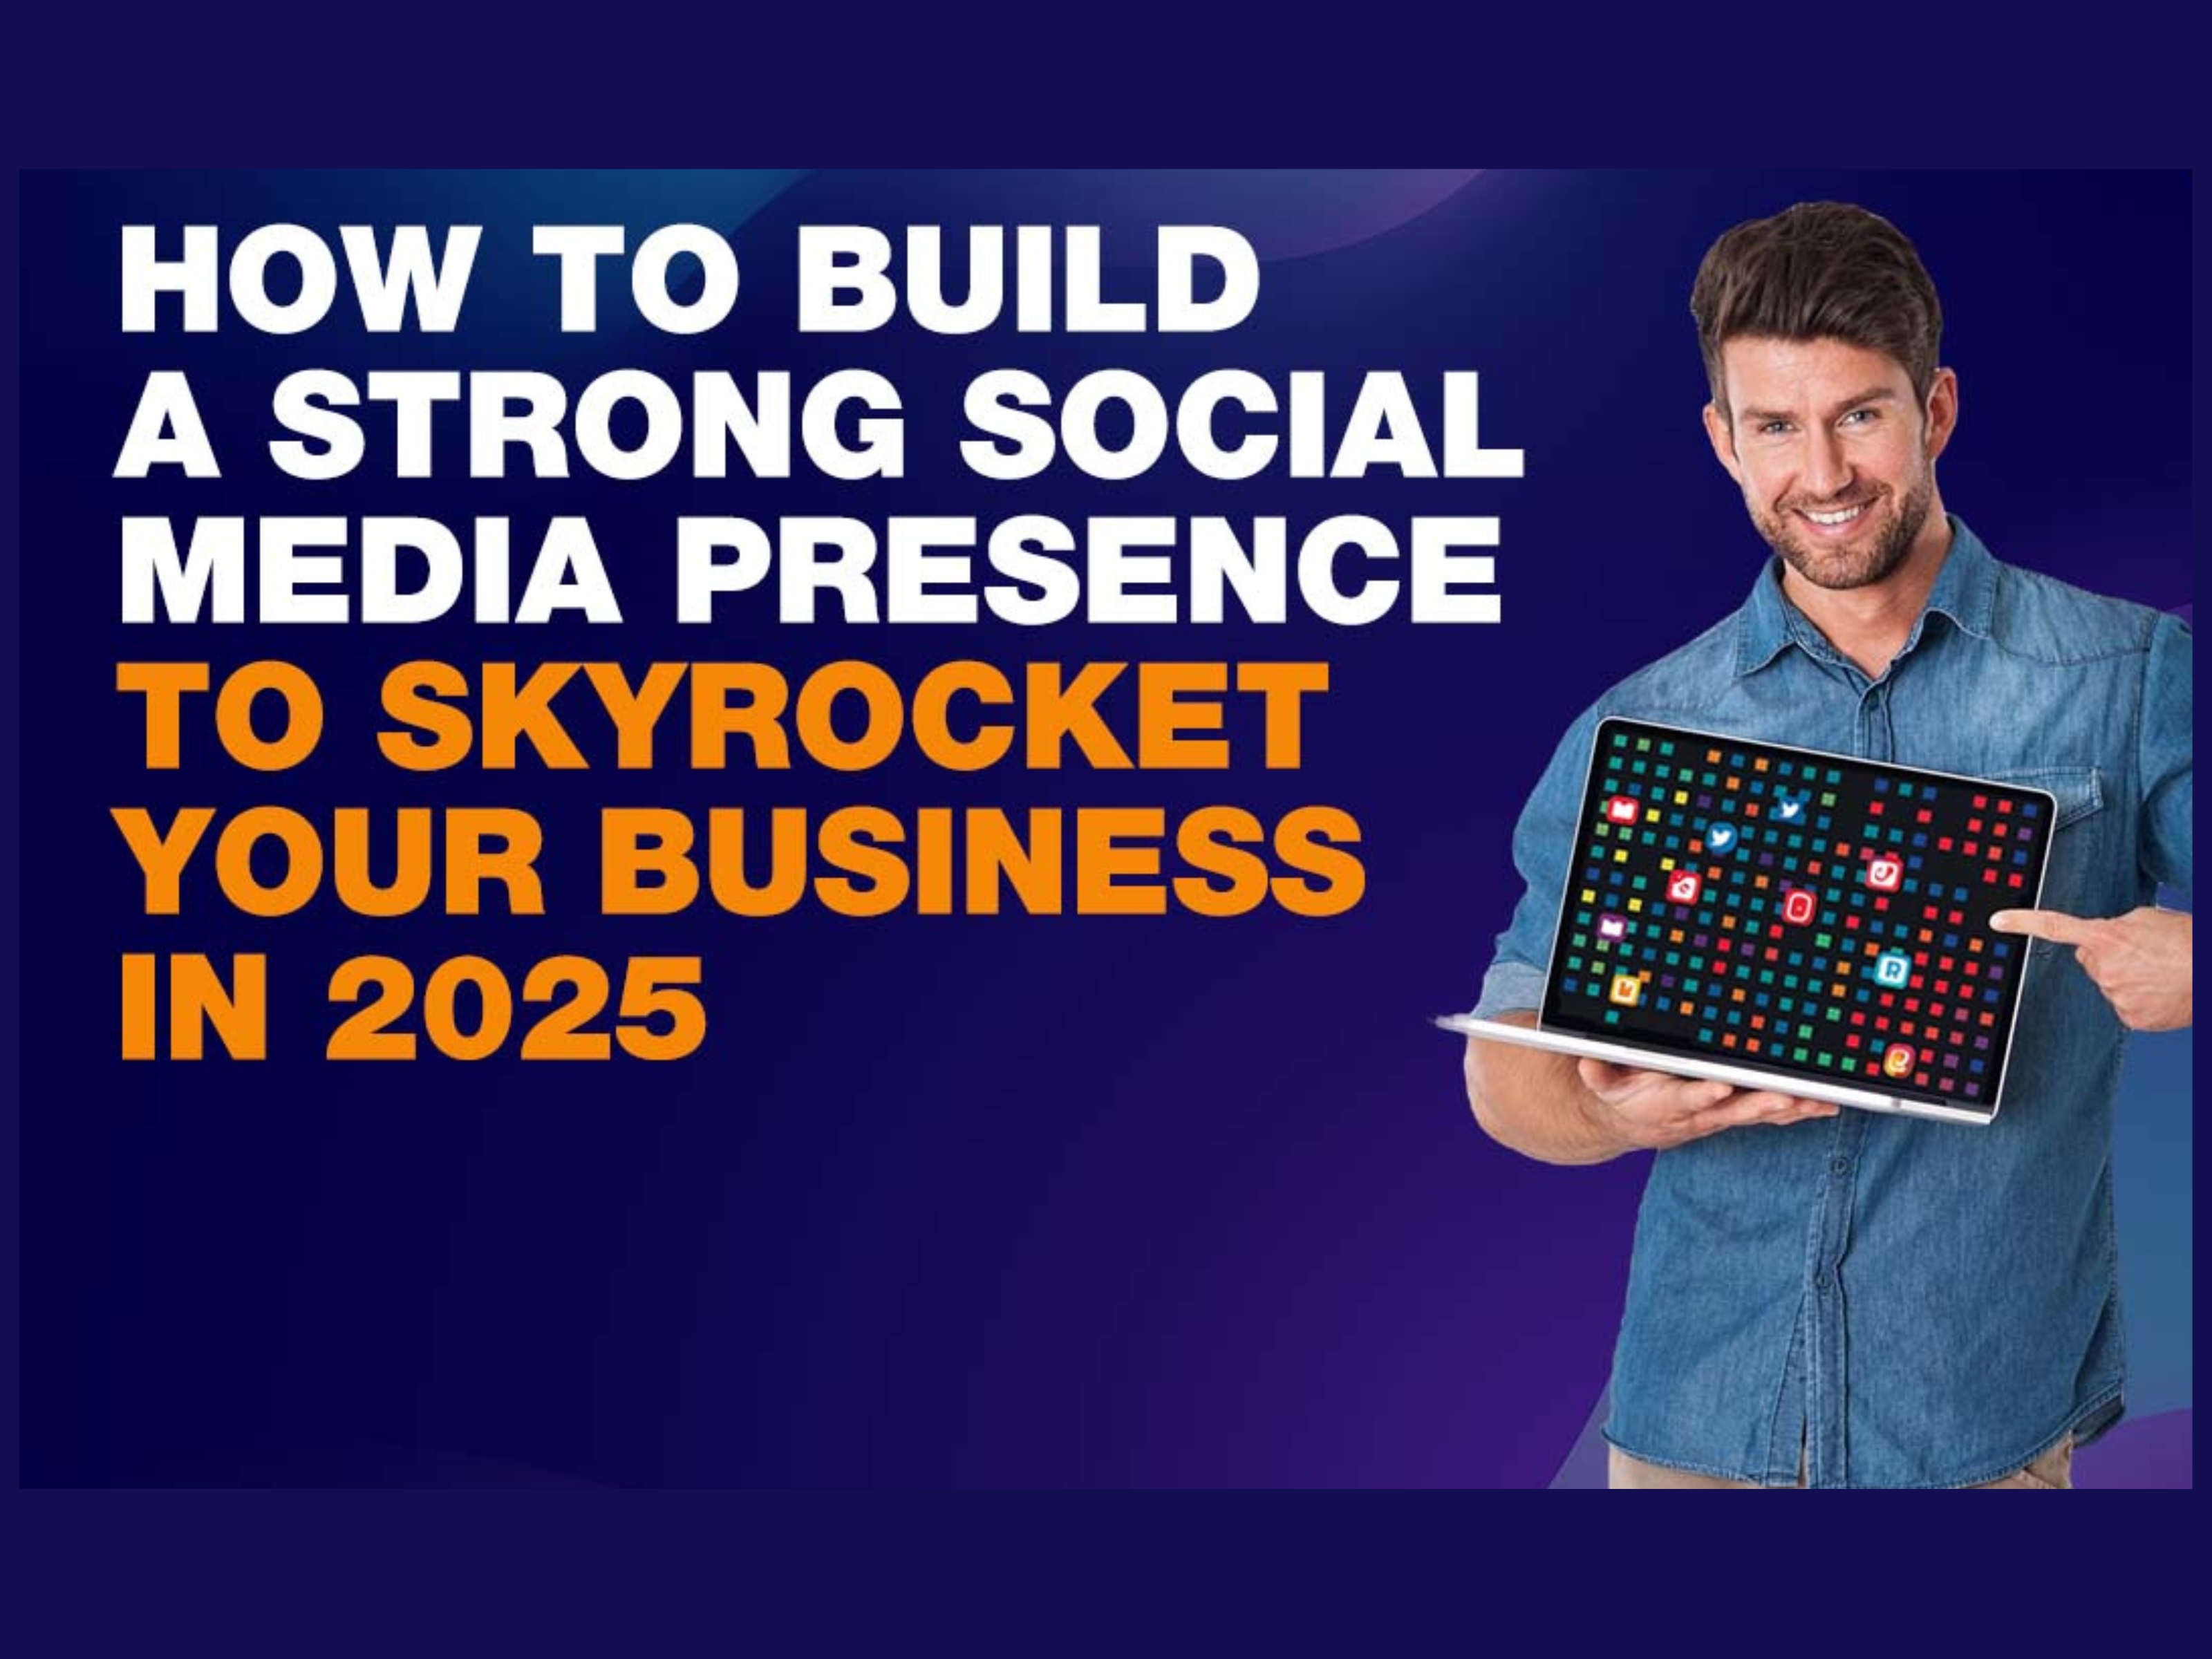 HOW TO BUILD
A STRONG SOCIAL
MEDIA PRESENCE
TO SKYROCKET
YOUR BUSINESS
IN 2025
R